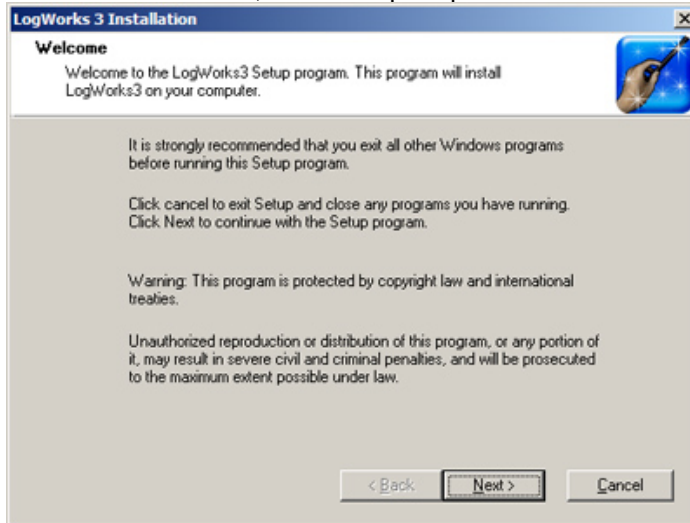 LogWorks 3 Installation
Welcome
Welcome to the LogWorks3 Setup program. This program will install
LogWorks3 on your computer.
It is strongly recommended that you exit all other Windows programs
before running this Setup program.
Click cancel to exit Setup and close any programs you have running.
Click Next to continue with the Setup program.
Warning: This program is protected by copyright law and international
treaties.
Unauthorized reproduction or distribution of this program, or any portion of
it, may result in severe civil and criminal penalties, and will be prosecuted
to the maximum extent possible under law.
< Back Next > Cancel